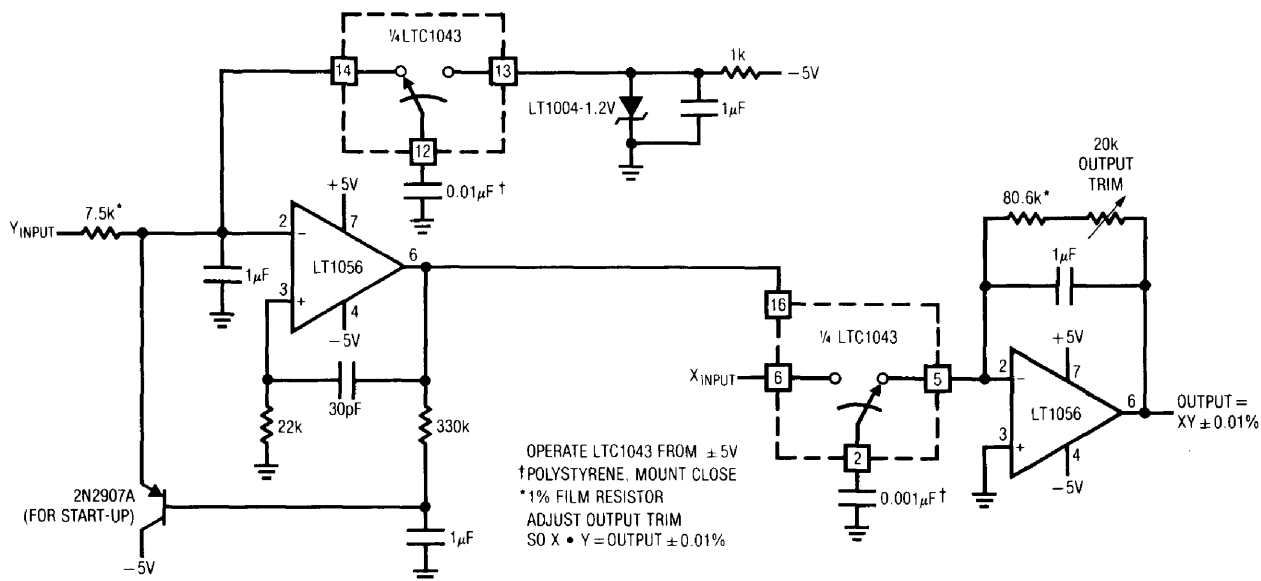 ¼ LTC1043
14
13
12
1k
−5V
LT1004-1.2V
1µF
0.01µF †
20k
OUTPUT
TRIM
80.6k*
YINPUT
7.5k*
+5V
2
−
7
LT1056
6
3
+
4
−5V
1µF
30pF
22k
330k
2N2907A
(FOR START-UP)
−5V
1µF
16
¼ LTC1043
XINPUT
6
5
2
0.001µF†
1µF
+5V
2
−
7
LT1056
6
3
+
4
−5V
OUTPUT =
XY ± 0.01%
OPERATE LTC1043 FROM ±5V
†POLYSTYRENE, MOUNT CLOSE
*1% FILM RESISTOR
ADJUST OUTPUT TRIM
SO X • Y = OUTPUT ± 0.01%